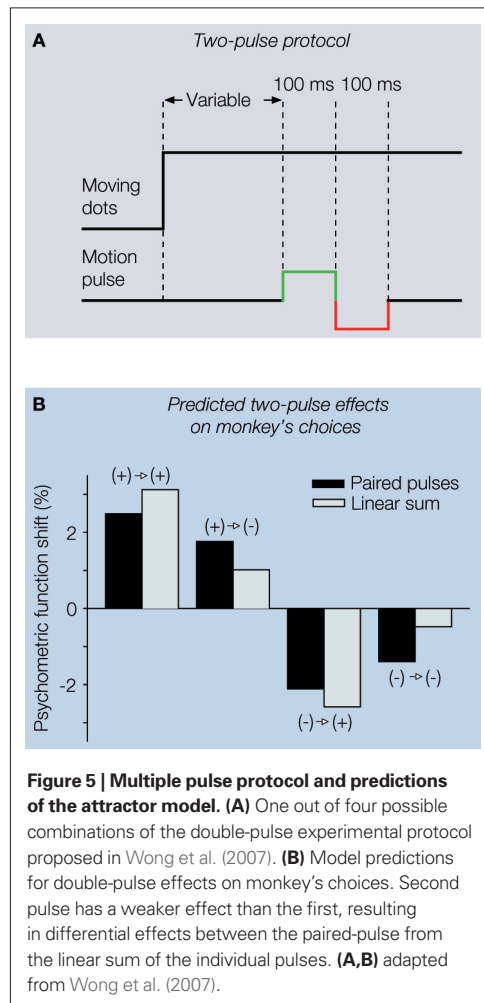 A
Two-pulse protocol
100 ms 100 ms
Variable
Moving
dots
Motion
pulse
B
Predicted two-pulse effects
on monkey's choices
Psychometric function shift (%)
(+) → (+)
(+) → (-)
Paired pulses
Linear sum
2
0
-2
(-) → (+)
(-) → (-)
Figure 5 | Multiple pulse protocol and predictions
of the attractor model. (A) One out of four possible
combinations of the double-pulse experimental protocol
proposed in Wong et al. (2007). (B) Model predictions
for double-pulse effects on monkey's choices. Second
pulse has a weaker effect than the first, resulting
in differential effects between the paired-pulse from
the linear sum of the individual pulses. (A,B) adapted
from Wong et al. (2007).